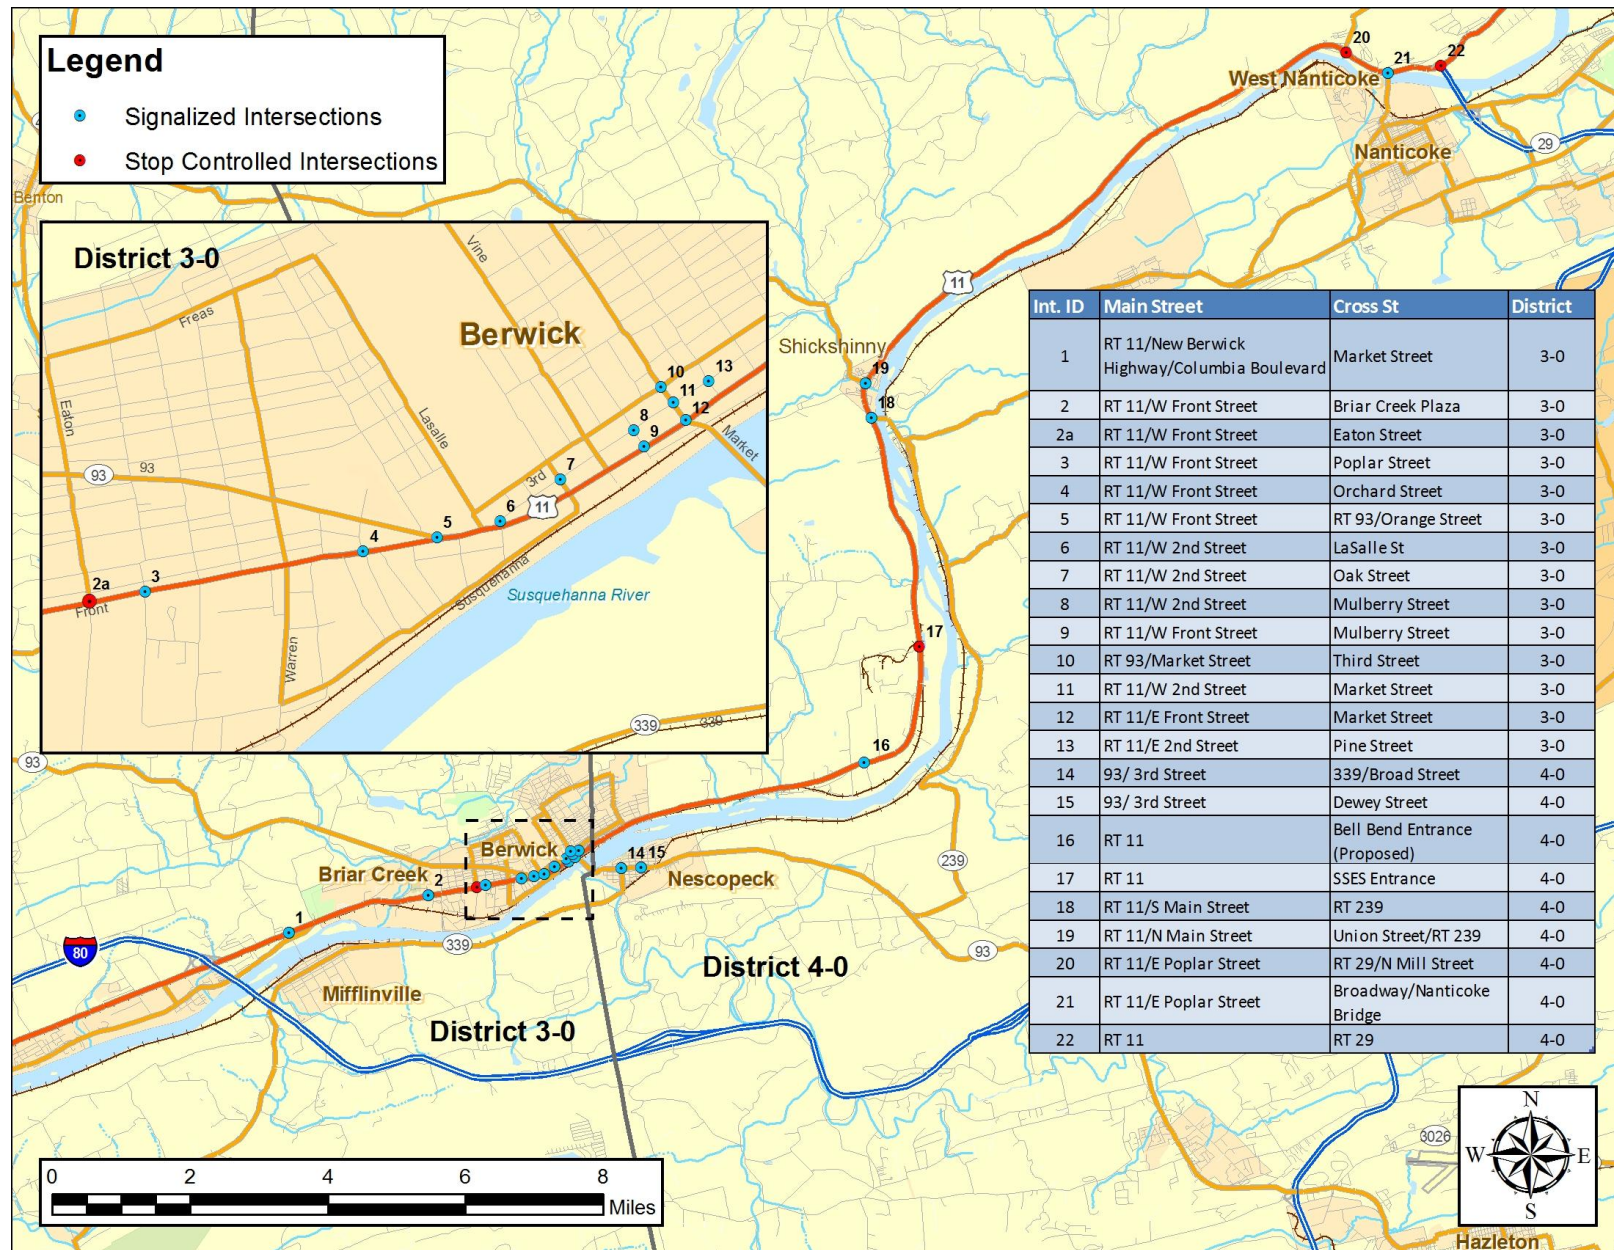 Legend
Signalized Intersections
Stop Controlled Intersections
Benton
20
21
22
West Nanticoke
Nanticoke
29
11
Shickshinny
19
18
17
16
District 3-0
Berwick
Freas
Vine
Eaton
Lasalle
93
93
10
13
11
12
8
9
Market
7
3rd
11
6
5
4
3
2a
Front
Susquehanna
Susquehanna River
Warren
339
339
Int. ID Main Street Cross St District
1 RT 11/New Berwick Highway/Columbia Boulevard Market Street 3-0
2 RT 11/W Front Street Briar Creek Plaza 3-0
2a RT 11/W Front Street Eaton Street 3-0
3 RT 11/W Front Street Poplar Street 3-0
4 RT 11/W Front Street Orchard Street 3-0
5 RT 11/W Front Street RT 93/Orange Street 3-0
6 RT 11/W 2nd Street LaSalle St 3-0
7 RT 11/W 2nd Street Oak Street 3-0
8 RT 11/W 2nd Street Mulberry Street 3-0
9 RT 11/W Front Street Mulberry Street 3-0
10 RT 93/Market Street Third Street 3-0
11 RT 11/W 2nd Street Market Street 3-0
12 RT 11/E Front Street Market Street 3-0
13 RT 11/E 2nd Street Pine Street 3-0
14 93/ 3rd Street 339/Broad Street 4-0
15 93/ 3rd Street Dewey Street 4-0
16 RT 11 Bell Bend Entrance (Proposed) 4-0
17 RT 11 SSES Entrance 4-0
18 RT 11/S Main Street RT 239 4-0
19 RT 11/N Main Street Union Street/RT 239 4-0
20 RT 11/E Poplar Street RT 29/N Mill Street 4-0
21 RT 11/E Poplar Street Broadway/Nanticoke Bridge 4-0
22 RT 11 RT 29 4-0
93
Berwick
Briar Creek
2
14 15
Nescopeck
239
1
339
93
80
Mifflinville
District 4-0
District 3-0
3026
Hazleton
0 2 4 6 8
Miles
N
W E
S